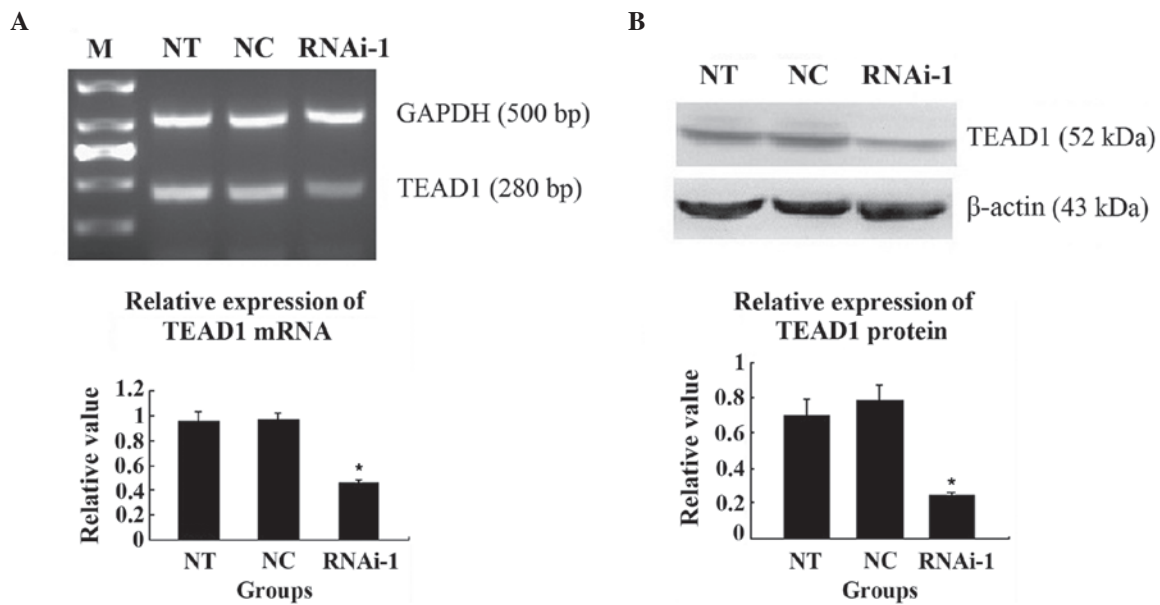 A
M NT NC RNAi-1
GAPDH (500 bp)
TEAD1 (280 bp)
Relative expression of
TEAD1 mRNA
Relative value
1.2
1
0.8
0.6
0.4
0.2
0
*
NT NC RNAi-1
Groups
B
NT NC RNAi-1
TEAD1 (52 kDa)
β-actin (43 kDa)
Relative expression of
TEAD1 protein
Relative value
1
0.8
0.6
0.4
0.2
0
*
NT NC RNAi-1
Groups